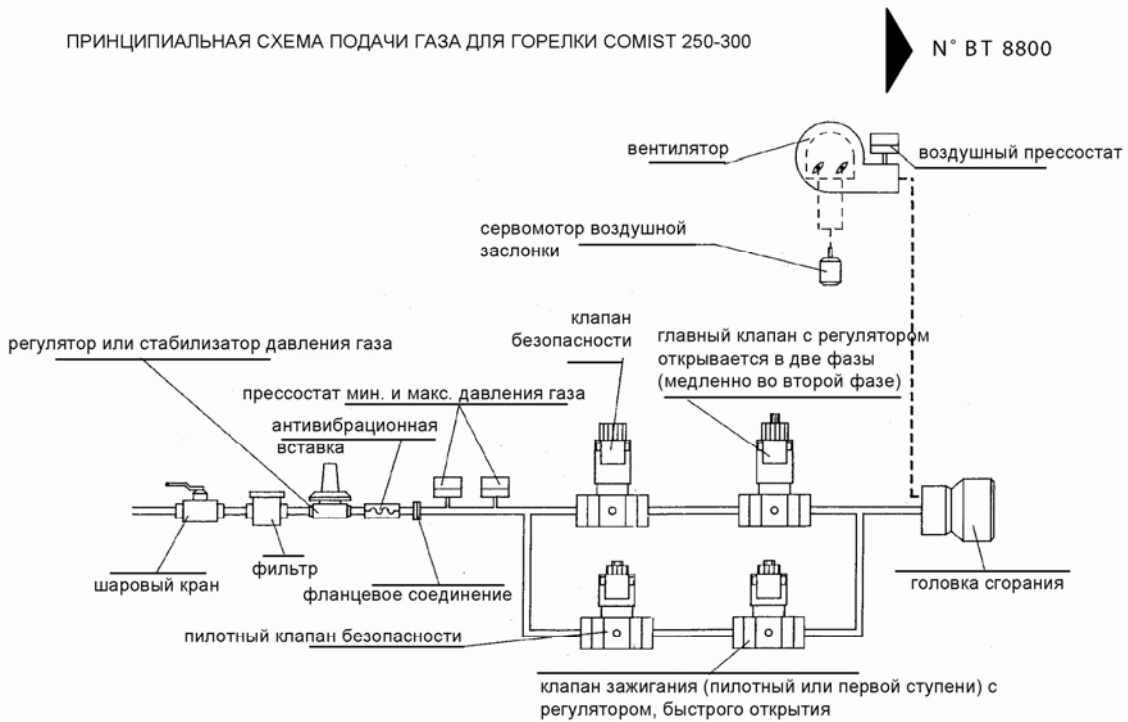 ПРИНЦИПИАЛЬНАЯ СХЕМА ПОДАЧИ ГАЗА ДЛЯ ГОРЕЛКИ COMIST 250-300
N° BT 8800
вентилятор
воздушный прессостат
сервомотор воздушной
заслонки
клапан
безопасности
главный клапан с регулятором
открывается в две фазы
(медленно во второй фазе)
регулятор или стабилизатор давления газа
прессостат мин. и макс. давления газа
антивибрационная
вставка
шаровый кран
фильтр
фланцевое соединение
головка сгорания
пилотный клапан безопасности
клапан зажигания (пилотный или первой ступени) с
регулятором, быстрого открытия